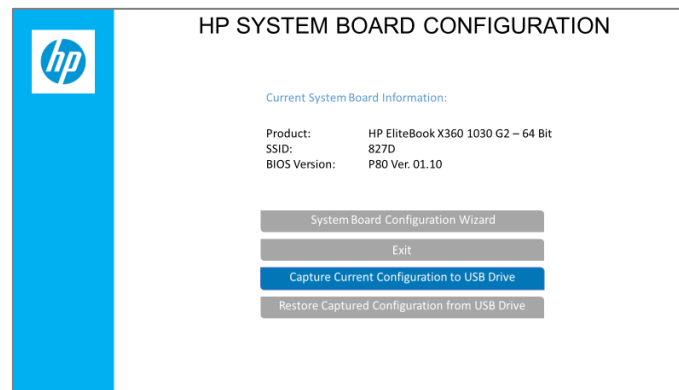 HP SYSTEM BOARD CONFIGURATION
hp
Current System Board Information:
Product: HP EliteBook X360 1030 G2 – 64 Bit
SSID: 827D
BIOS Version: P80 Ver. 01.10
System Board Configuration Wizard
Exit
Capture Current Configuration to USB Drive
Restore Captured Configuration from USB Drive